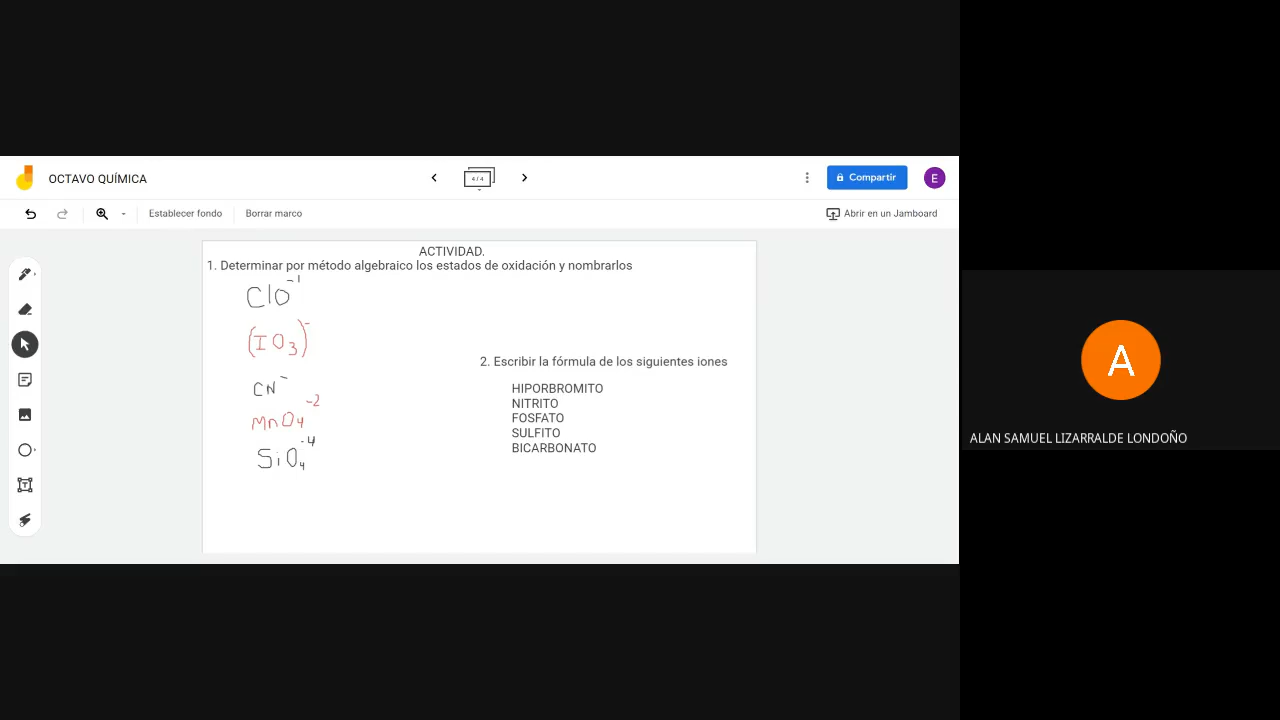 OCTAVO QUÍMICA
4 / 4
Compartir
E
Establecer fondo
Borrar marco
Abrir en un Jamboard
ACTIVIDAD.
1. Determinar por método algebraico los estados de oxidación y nombrarlos
ClO⁻¹
(IO₃)⁻
CN⁻
MnO₄⁻²
SiO₄⁻⁴
2. Escribir la fórmula de los siguientes iones
HIPORBROMITO
NITRITO
FOSFATO
SULFITO
BICARBONATO
A
ALAN SAMUEL LIZARRALDE LONDOÑO